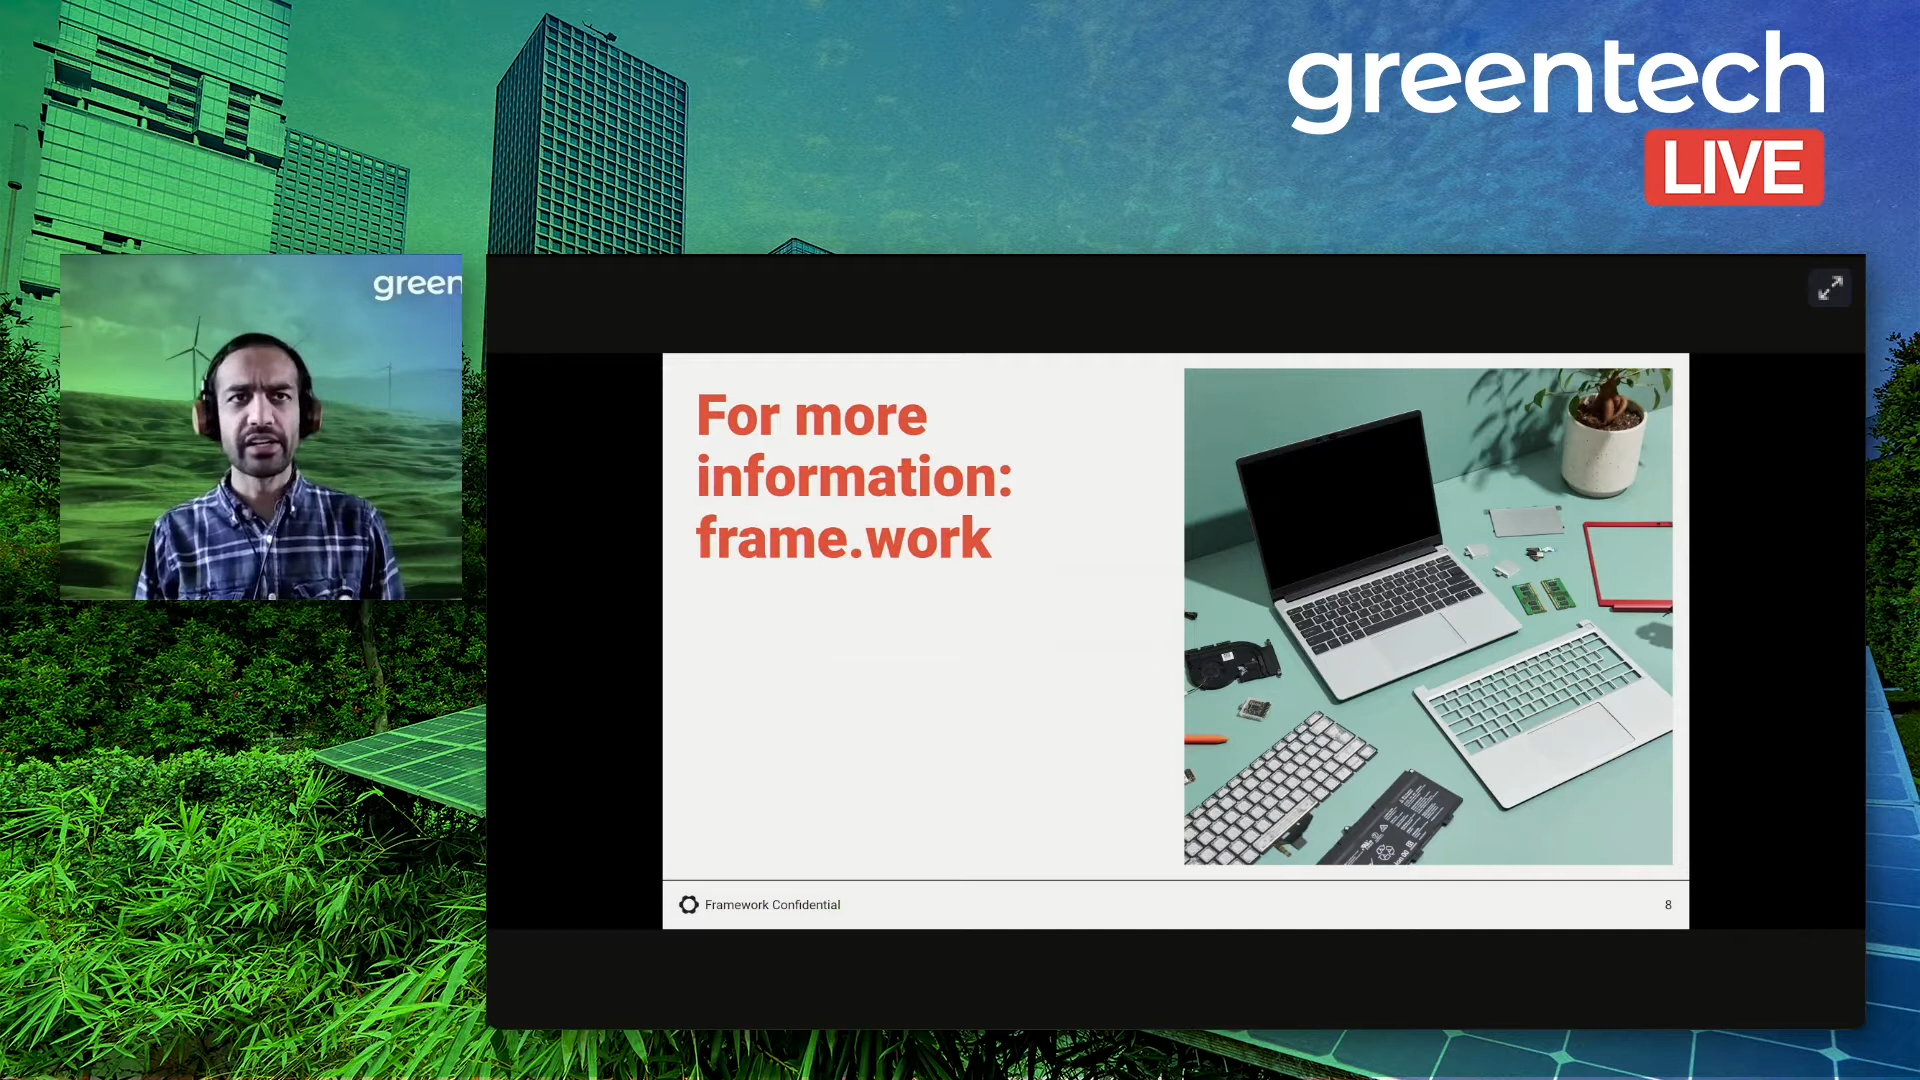 greentech
LIVE
green
For more
information:
frame.work
Framework Confidential
8